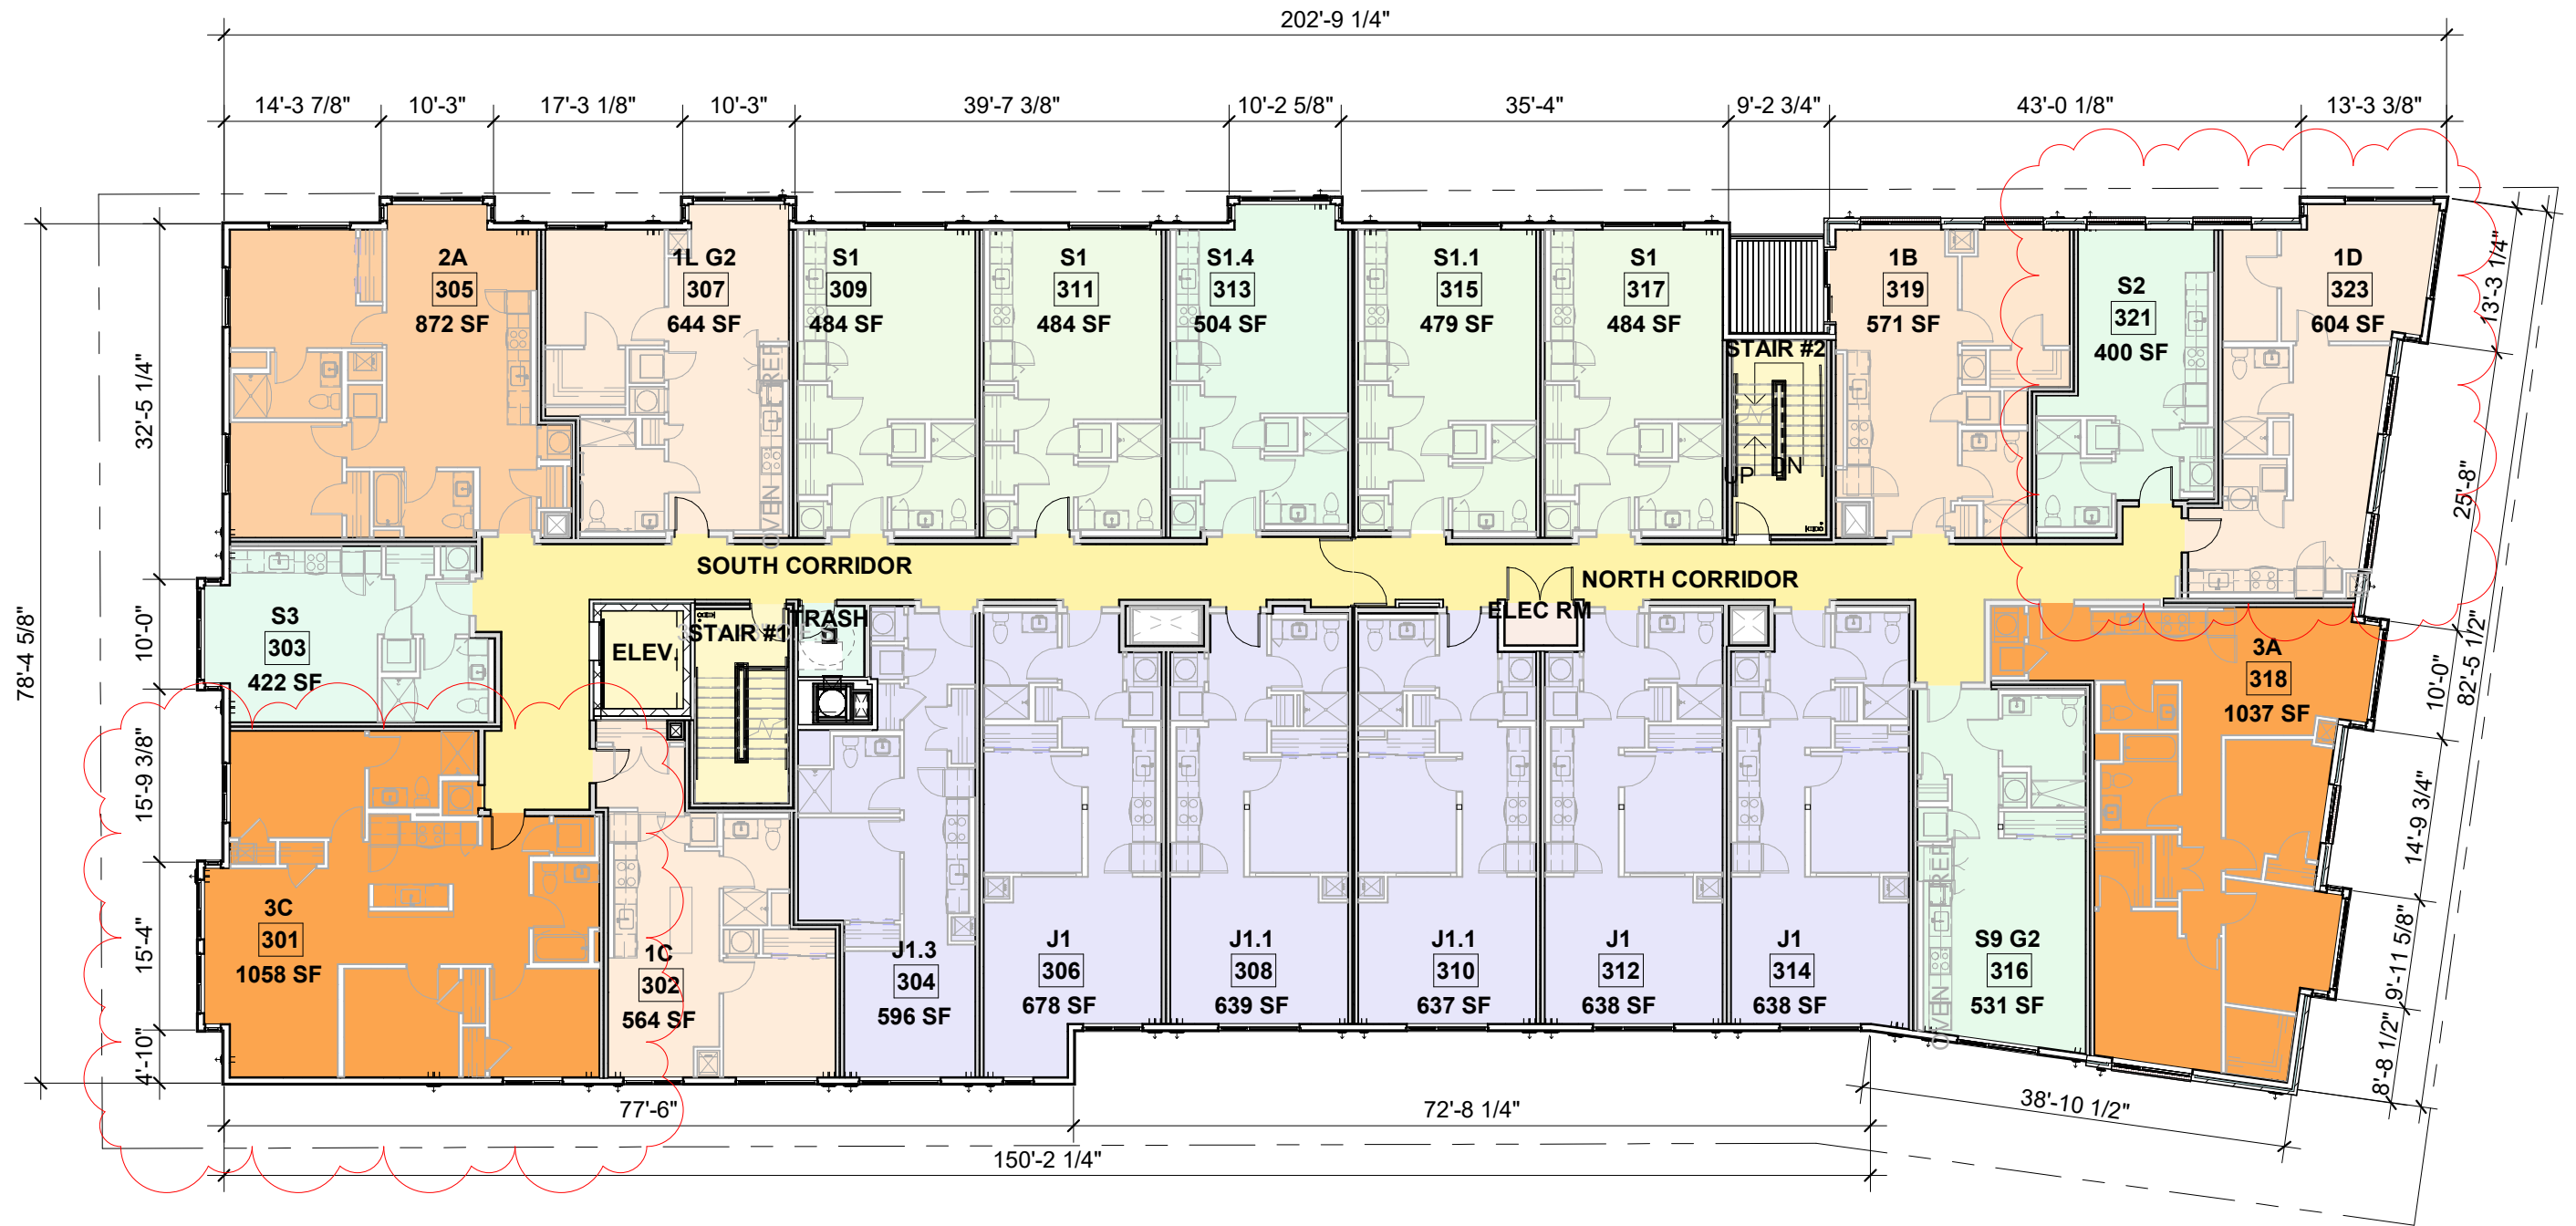 202'-9 1/4"
14'-3 7/8"
10'-3"
17'-3 1/8"
10'-3"
39'-7 3/8"
10'-2 5/8"
35'-4"
9'-2 3/4"
43'-0 1/8"
13'-3 3/8"
2A
305
872 SF
1L G2
307
644 SF
S1
309
484 SF
S1
311
484 SF
S1.4
313
504 SF
S1.1
315
479 SF
S1
317
484 SF
STAIR #2
UP
DN
1B
319
571 SF
S2
321
400 SF
1D
323
604 SF
13'-3 1/4"
25'-8"
REF.
OVEN
32'-5 1/4"
78'-4 5/8"
10'-0"
15'-9 3/8"
15'-4"
4'-10"
SOUTH CORRIDOR
NORTH CORRIDOR
ELEC RM
S3
303
422 SF
ELEV.
STAIR #1
TRASH
3A
318
1037 SF
10'-0"
82'-5 1/2"
14'-9 3/4"
9'-11 5/8"
8'-8 1/2"
3C
301
1058 SF
1C
302
564 SF
J1.3
304
596 SF
J1
306
678 SF
J1.1
308
639 SF
J1.1
310
637 SF
J1
312
638 SF
J1
314
638 SF
REF.
OVEN
S9 G2
316
531 SF
77'-6"
72'-8 1/4"
38'-10 1/2"
150'-2 1/4"